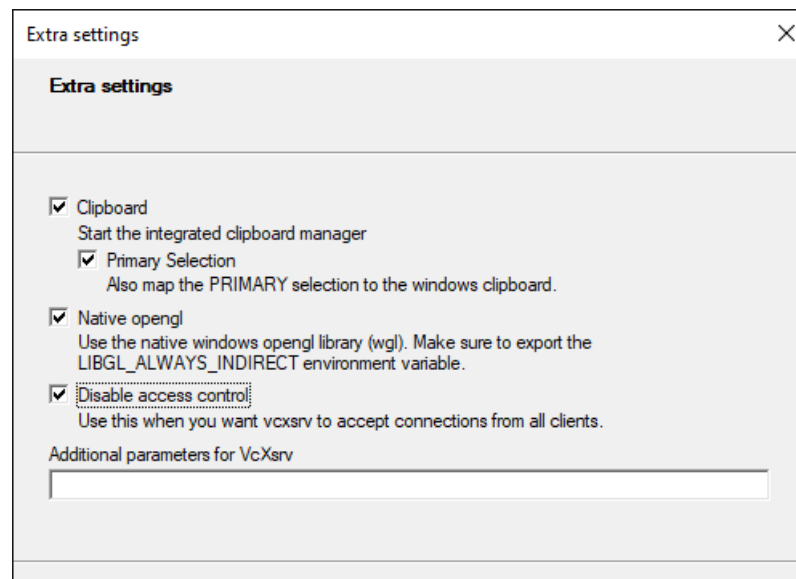 Extra settings
Extra settings
Clipboard
Start the integrated clipboard manager
Primary Selection
Also map the PRIMARY selection to the windows clipboard.
Native opengl
Use the native windows opengl library (wgl). Make sure to export the
LIBGL_ALWAYS_INDIRECT environment variable.
Disable access control
Use this when you want vcxsrv to accept connections from all clients.
Additional parameters for VcXsrv